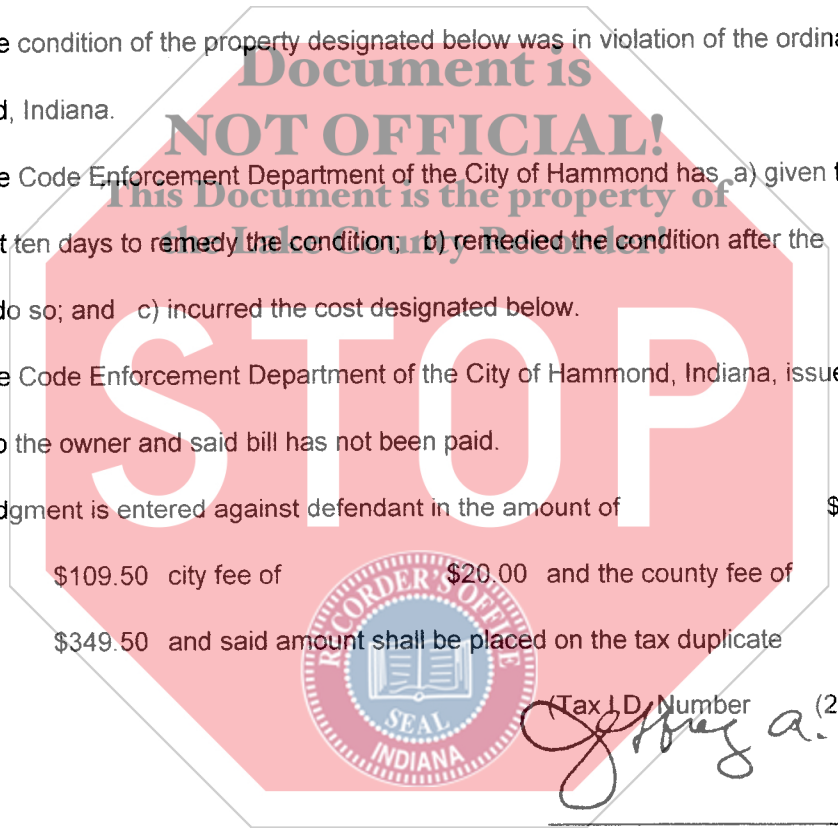 e condition of the property designated below was in violation of the ordina
Document is
d, Indiana.
NOT OFFICIAL!
e Code Enforcement Department of the City of Hammond has a) given t
This Document is the property of
t ten days to remedy the condition; b) remedied the condition after the
the Lake County Recorder!
do so; and c) incurred the cost designated below.
STOP
e Code Enforcement Department of the City of Hammond, Indiana, issue
o the owner and said bill has not been paid.
dgment is entered against defendant in the amount of $
$109.50 city fee of $20.00 and the county fee of
RECORDER'S OFFICE
$349.50 and said amount shall be placed on the tax duplicate
(Tax I.D. Number (2
Jeffrey a.
SEAL
INDIANA